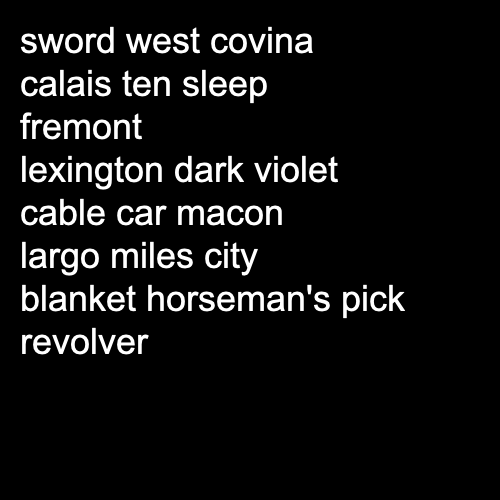 sword west covina
calais ten sleep
fremont
lexington dark violet
cable car macon
largo miles city
blanket horseman's pick
revolver